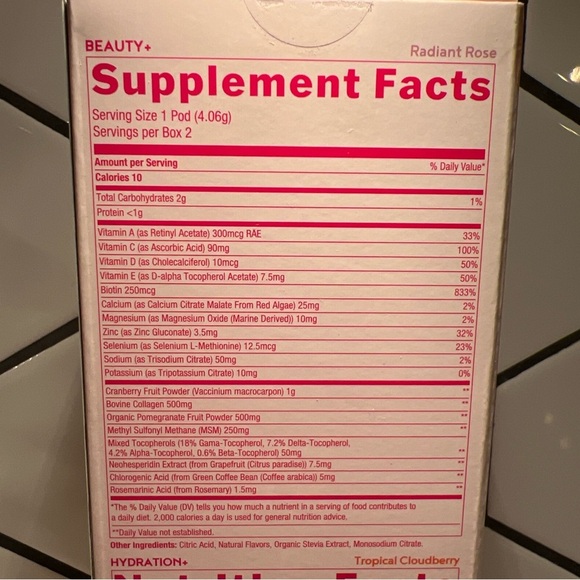 BEAUTY+ Radiant Rose
Supplement Facts
Serving Size 1 Pod (4.06g)
Servings per Box 2
Amount per Serving % Daily Value*
Calories 10
Total Carbohydrates 2g 1%
Protein <1g
Vitamin A (as Retinyl Acetate) 300mcg RAE 33%
Vitamin C (as Ascorbic Acid) 90mg 100%
Vitamin D (as Cholecalciferol) 10mcg 50%
Vitamin E (as D-alpha Tocopherol Acetate) 7.5mg 50%
Biotin 250mcg 833%
Calcium (as Calcium Citrate Malate From Red Algae) 25mg 2%
Magnesium (as Magnesium Oxide (Marine Derived)) 10mg 2%
Zinc (as Zinc Gluconate) 3.5mg 32%
Selenium (as Selenium L-Methionine) 12.5mcg 23%
Sodium (as Trisodium Citrate) 50mg 2%
Potassium (as Tripotassium Citrate) 10mg 0%
Cranberry Fruit Powder (Vaccinium macrocarpon) 1g **
Bovine Collagen 500mg **
Organic Pomegranate Fruit Powder 500mg **
Methyl Sulfonyl Methane (MSM) 250mg **
Mixed Tocopherols (18% Gama-Tocopherol, 7.2% Delta-Tocopherol,
4.2% Alpha-Tocopherol, 0.6% Beta-Tocopherol) 50mg **
Neohesperidin Extract (from Grapefruit (Citrus paradise)) 7.5mg **
Chlorogenic Acid (from Green Coffee Bean (Coffee arabica)) 5mg **
Rosemarinic Acid (from Rosemary) 1.5mg **
*The % Daily Value (DV) tells you how much a nutrient in a serving of food contributes to
a daily diet. 2,000 calories a day is used for general nutrition advice.
**Daily Value not established.
Other Ingredients: Citric Acid, Natural Flavors, Organic Stevia Extract, Monosodium Citrate.
HYDRATION+ Tropical Cloudberry
Nutrition Facts